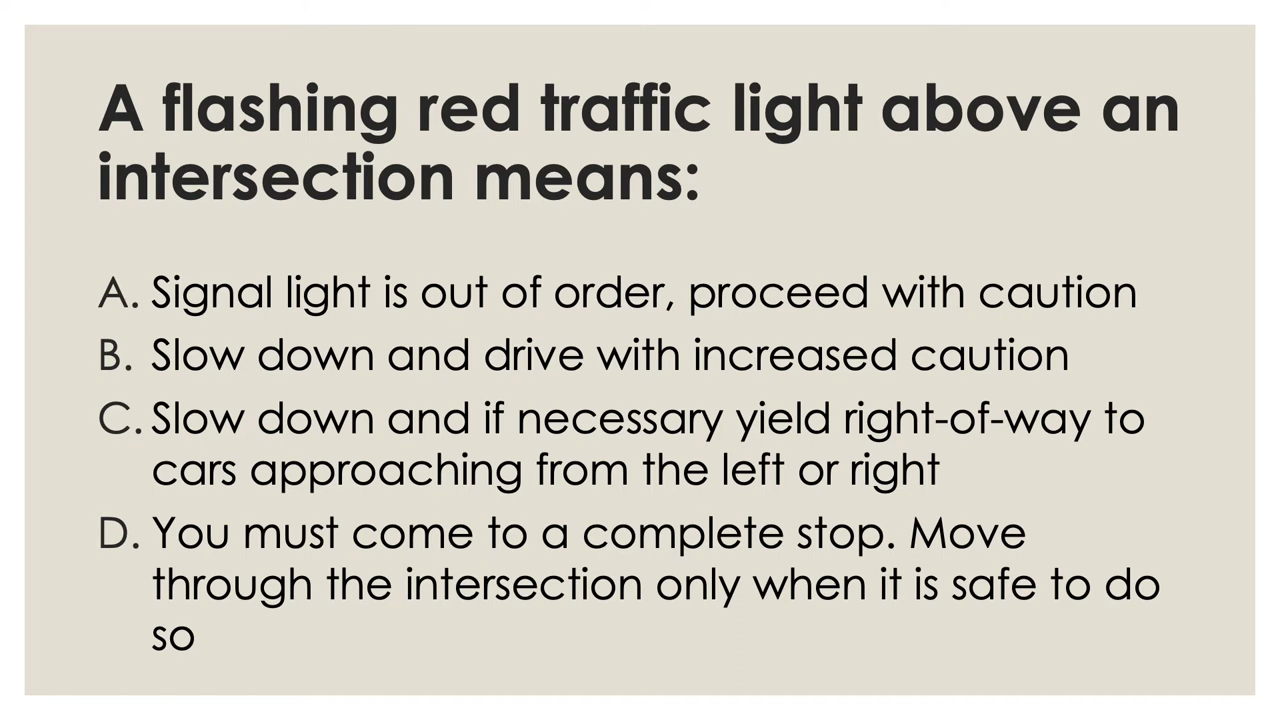 A flashing red traffic light above an
intersection means:
A. Signal light is out of order, proceed with caution
B. Slow down and drive with increased caution
C. Slow down and if necessary yield right-of-way to
cars approaching from the left or right
D. You must come to a complete stop. Move
through the intersection only when it is safe to do
so